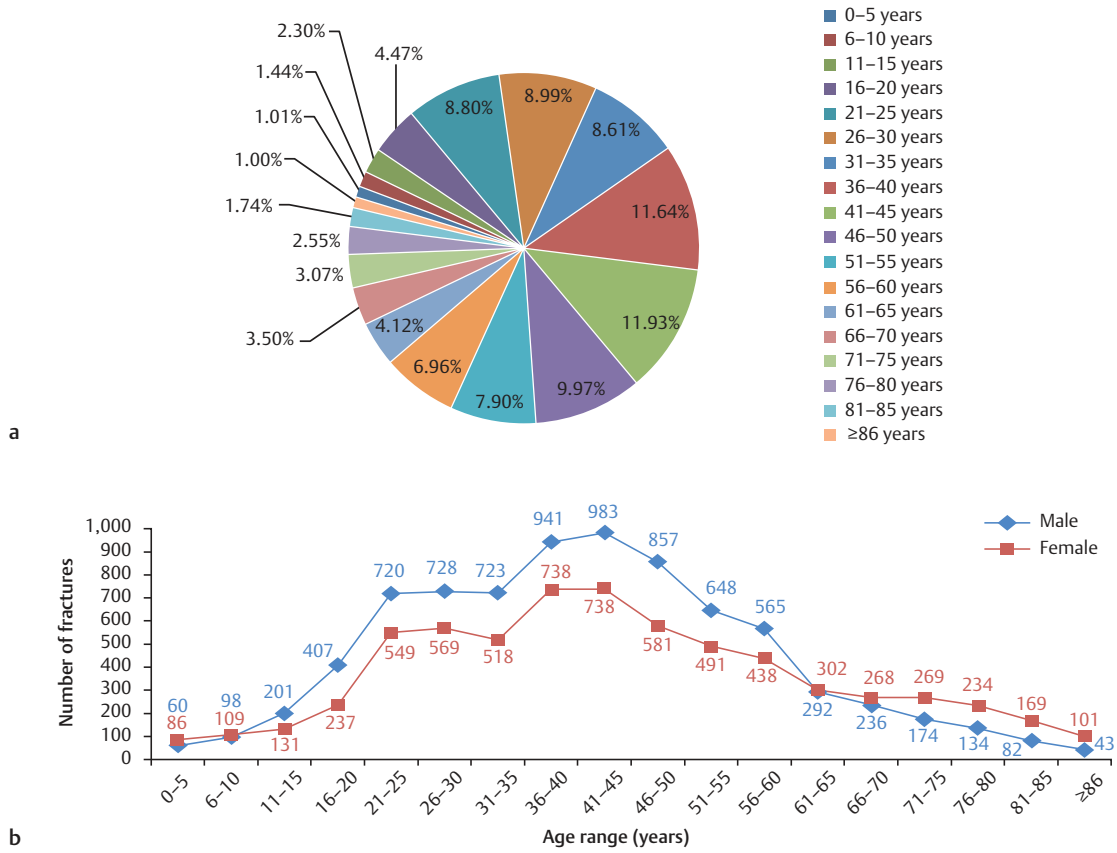 2.30%
4.47%
1.44%
1.01%
1.00%
1.74%
2.55%
3.07%
3.50%
4.12%
6.96%
7.90%
9.97%
11.93%
11.64%
8.61%
8.99%
8.80%
0–5 years
6–10 years
11–15 years
16–20 years
21–25 years
26–30 years
31–35 years
36–40 years
41–45 years
46–50 years
51–55 years
56–60 years
61–65 years
66–70 years
71–75 years
76–80 years
81–85 years
≥86 years
a
Number of fractures
1,000
900
800
700
600
500
400
300
200
100
0
60 98 201 407 720 728 723 941 983 857 648 565 292 236 174 134 82 43
86 109 131 237 549 569 518 738 738 581 491 438 302 268 269 234 169 101
Male
Female
0–5 6–10 11–15 16–20 21–25 26–30 31–35 36–40 41–45 46–50 51–55 56–60 61–65 66–70 71–75 76–80 81–85 ≥86
Age range (years)
b